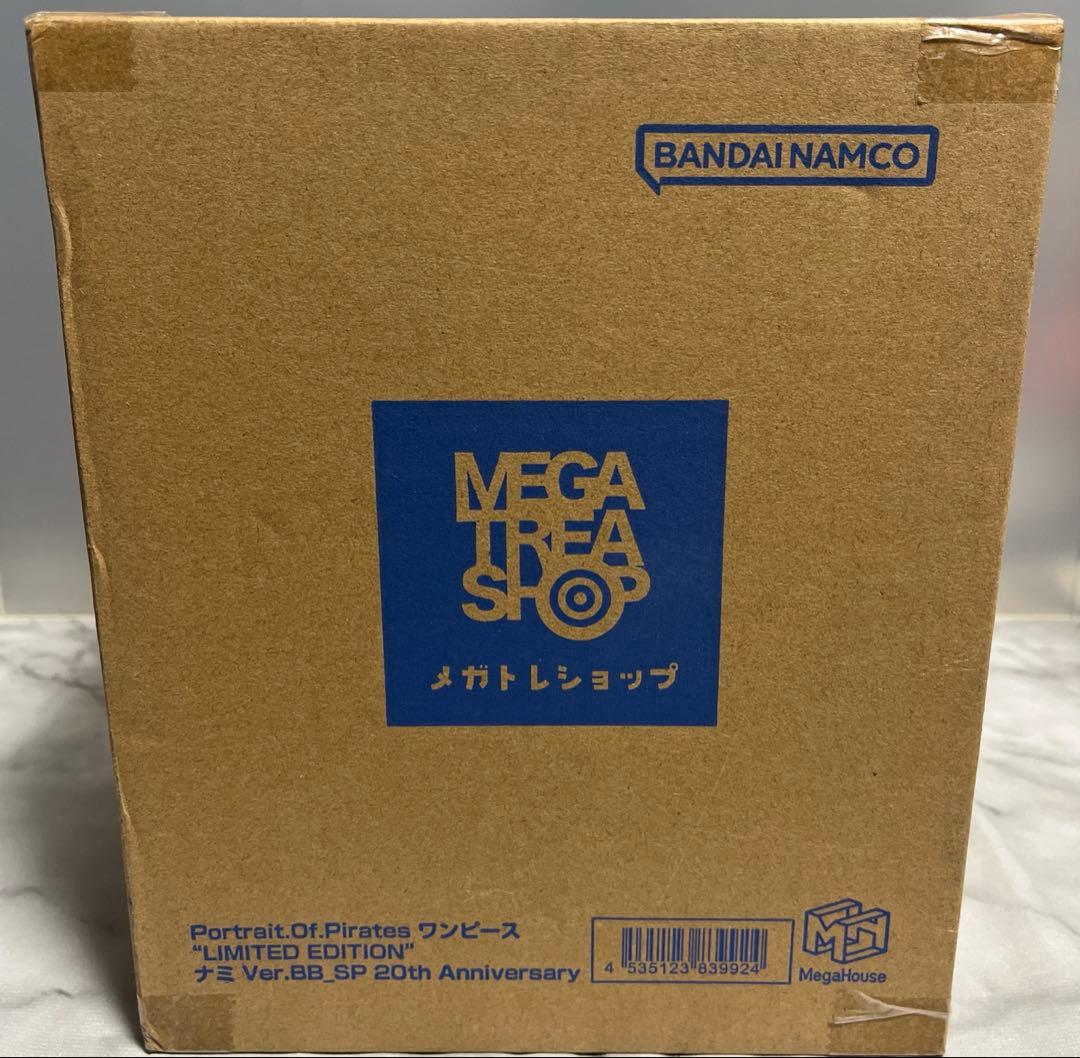 BANDAI NAMCO
MEGA
TREA
SHOP
メガトレショップ
Portrait.Of.Pirates ワンピース
“LIMITED EDITION”
ナミ Ver.BB_SP 20th Anniversary
4 535123 839924
MegaHouse